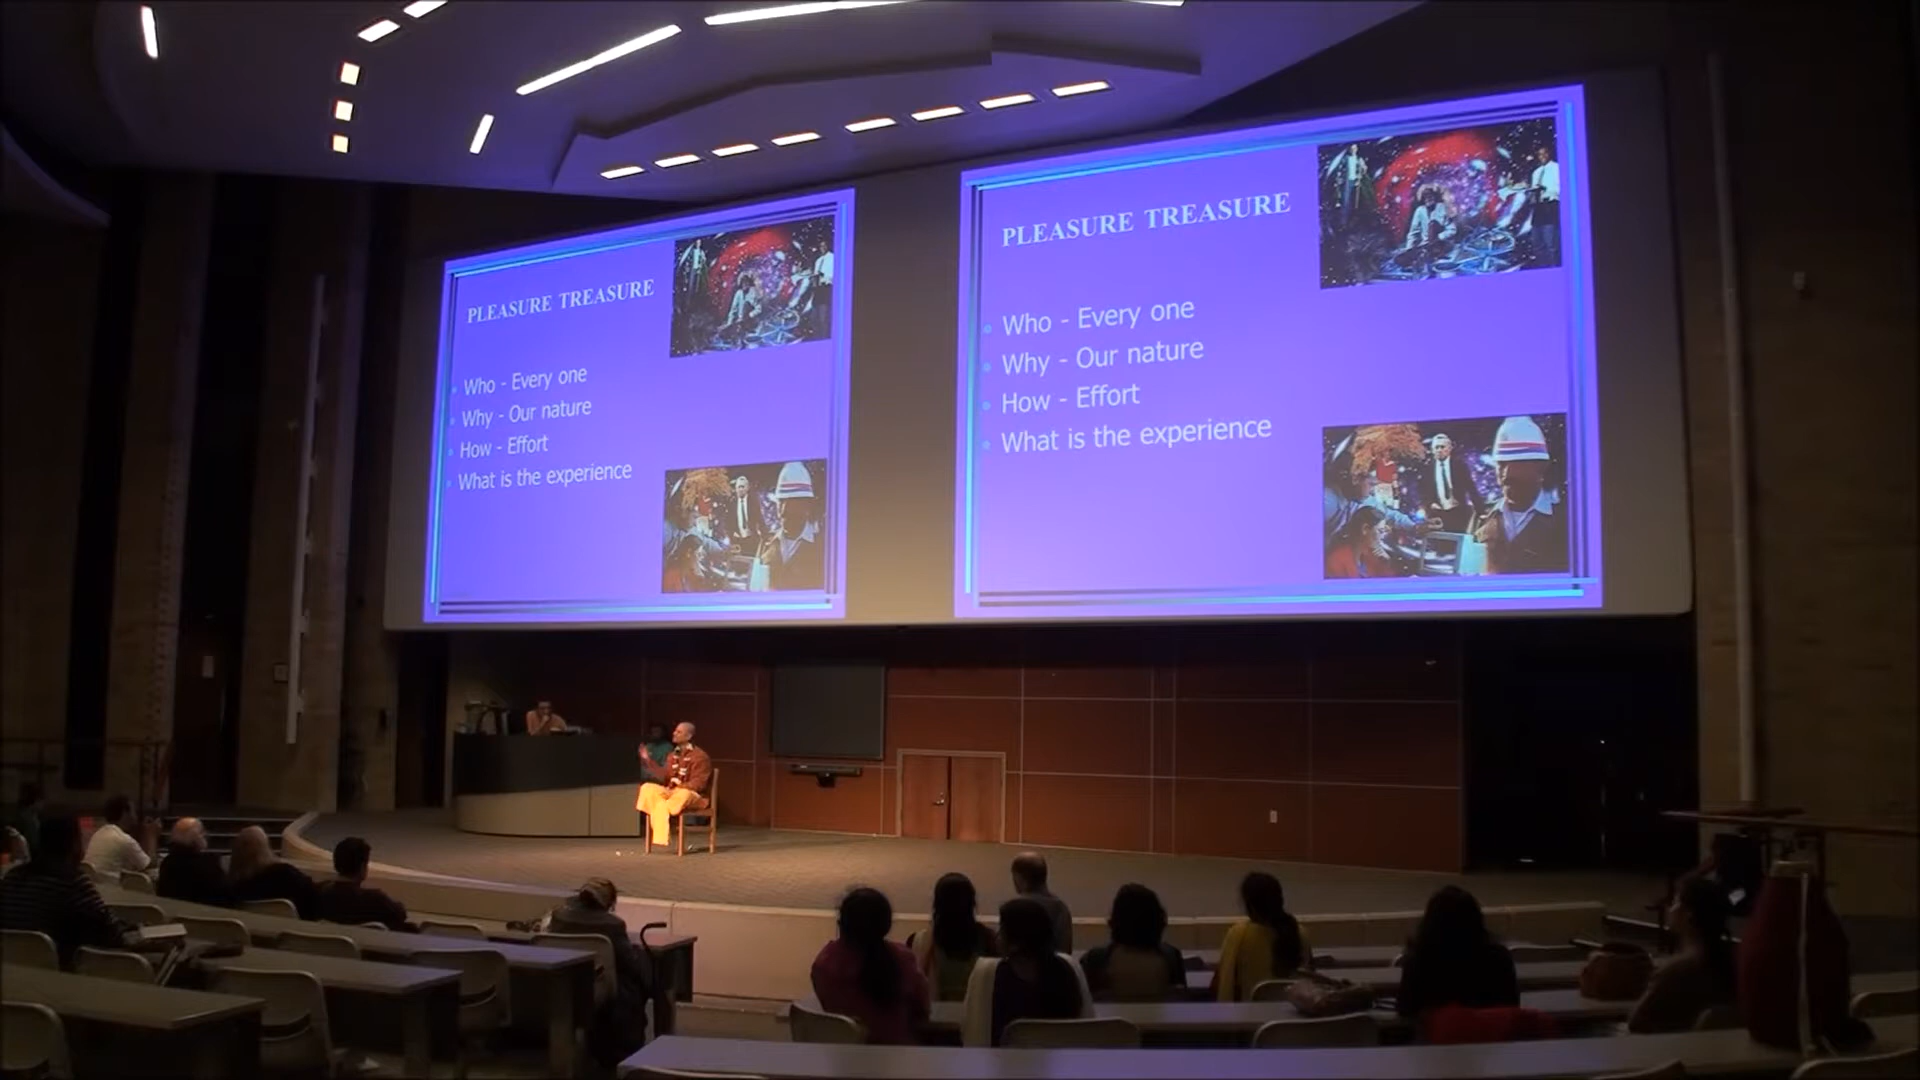 PLEASURE TREASURE
Who - Every one
Why - Our nature
How - Effort
What is the experience
PLEASURE TREASURE
Who - Every one
Why - Our nature
How - Effort
What is the experience